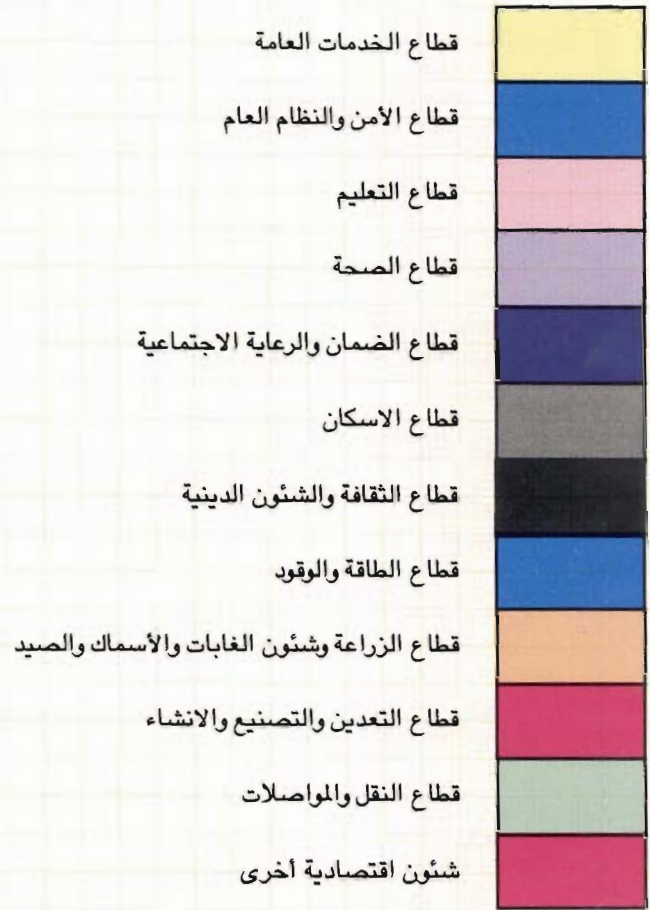 قطاع الخدمات العامة
قطاع الأمن والنظام العام
قطاع التعليم
قطاع الصحة
قطاع الضمان والرعاية الاجتماعية
قطاع الاسكان
قطاع الثقافة والشئون الدينية
قطاع الطاقة والوقود
قطاع الزراعة وشئون الغابات والأسماك والصيد
قطاع التعدين والتصنيع والانشاء
قطاع النقل والمواصلات
شئون اقتصادية أخرى